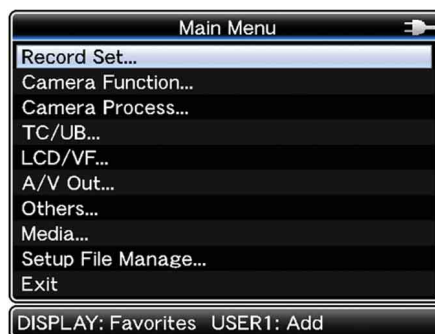 Main Menu
Record Set...
Camera Function...
Camera Process...
TC/UB...
LCD/VF...
A/V Out...
Others...
Media...
Setup File Manage...
Exit
DISPLAY: Favorites USER1: Add